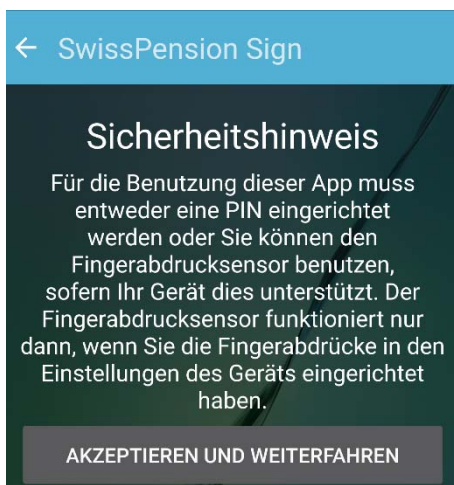 SwissPension Sign
Sicherheitshinweis
Für die Benutzung dieser App muss
entweder eine PIN eingerichtet
werden oder Sie können den
Fingerabdrucksensor benutzen,
sofern Ihr Gerät dies unterstützt. Der
Fingerabdrucksensor funktioniert nur
dann, wenn Sie die Fingerabdrücke in den
Einstellungen des Geräts eingerichtet
haben.
AKZEPTIEREN UND WEITERFAHREN